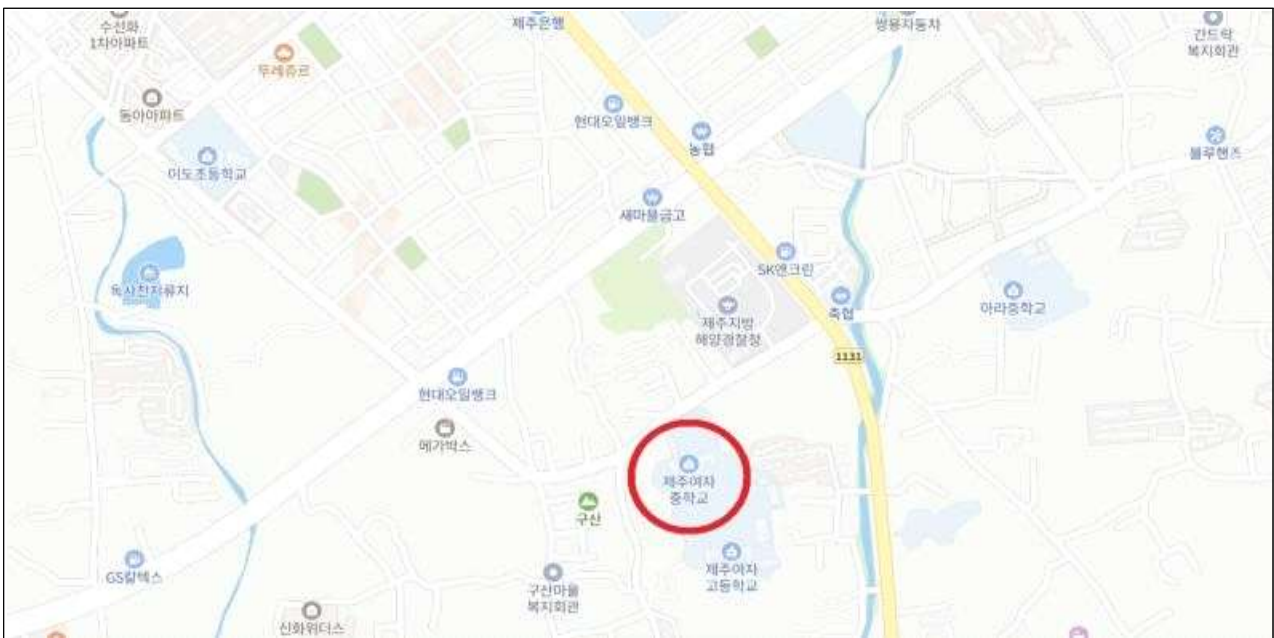 수선화
1차아파트
제주은행
쌍용자동차
간드락
복지회관
뚜레쥬르
동아아파트
현대오일뱅크
농협
블루핸즈
이도초등학교
새마을금고
SK엔크린
독사천저류지
제주지방
해양경찰청
축협
아라중학교
1131
현대오일뱅크
메가박스
제주여자
중학교
구산
GS칼텍스
구산마을
복지회관
제주여자
고등학교
신화위더스